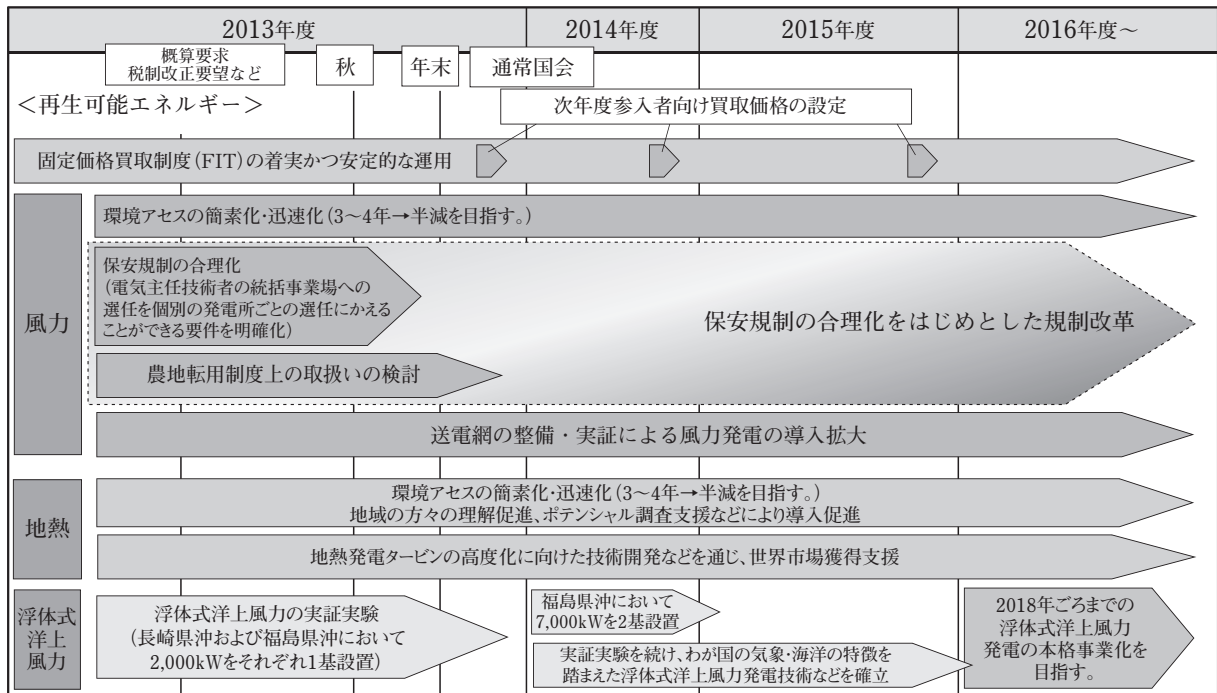 2013年度
2014年度
2015年度
2016年度～
概算要求
税制改正要望など
秋
年末
通常国会
＜再生可能エネルギー＞
次年度参入者向け買取価格の設定
固定価格買取制度(FIT)の着実かつ安定的な運用
風力
環境アセスの簡素化・迅速化(3～4年→半減を目指す。)
保安規制の合理化
(電気主任技術者の統括事業場への
選任を個別の発電所ごとの選任にかえる
ことができる要件を明確化)
保安規制の合理化をはじめとした規制改革
農地転用制度上の取扱いの検討
送電網の整備・実証による風力発電の導入拡大
地熱
環境アセスの簡素化・迅速化(3～4年→半減を目指す。)
地域の方々の理解促進、ポテンシャル調査支援などにより導入促進
地熱発電タービンの高度化に向けた技術開発などを通じ、世界市場獲得支援
浮体式
洋上
風力
浮体式洋上風力の実証実験
(長崎県沖および福島県沖において
2,000kWをそれぞれ1基設置)
福島県沖において
7,000kWを2基設置
実証実験を続け、わが国の気象・海洋の特徴を
踏まえた浮体式洋上風力発電技術などを確立
2018年ごろまでの
浮体式洋上風力
発電の本格事業化を
目指す。